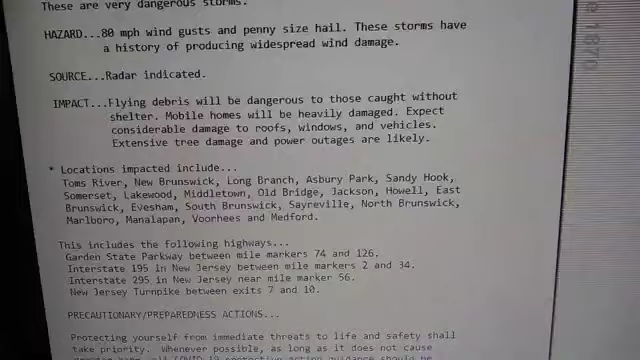 These are very dangerous storms.
HAZARD...80 mph wind gusts and penny size hail. These storms have
a history of producing widespread wind damage.
SOURCE...Radar indicated.
IMPACT...Flying debris will be dangerous to those caught without
shelter. Mobile homes will be heavily damaged. Expect
considerable damage to roofs, windows, and vehicles.
Extensive tree damage and power outages are likely.
* Locations impacted include...
Toms River, New Brunswick, Long Branch, Asbury Park, Sandy Hook,
Somerset, Lakewood, Middletown, Old Bridge, Jackson, Howell, East
Brunswick, Evesham, South Brunswick, Sayreville, North Brunswick,
Marlboro, Manalapan, Voorhees and Medford.
This includes the following highways...
Garden State Parkway between mile markers 74 and 126.
Interstate 195 in New Jersey between mile markers 2 and 34.
Interstate 295 in New Jersey near mile marker 56.
New Jersey Turnpike between exits 7 and 10.
PRECAUTIONARY/PREPAREDNESS ACTIONS...
Protecting yourself from immediate threats to life and safety shall
take priority. Whenever possible, as long as it does not cause
1870